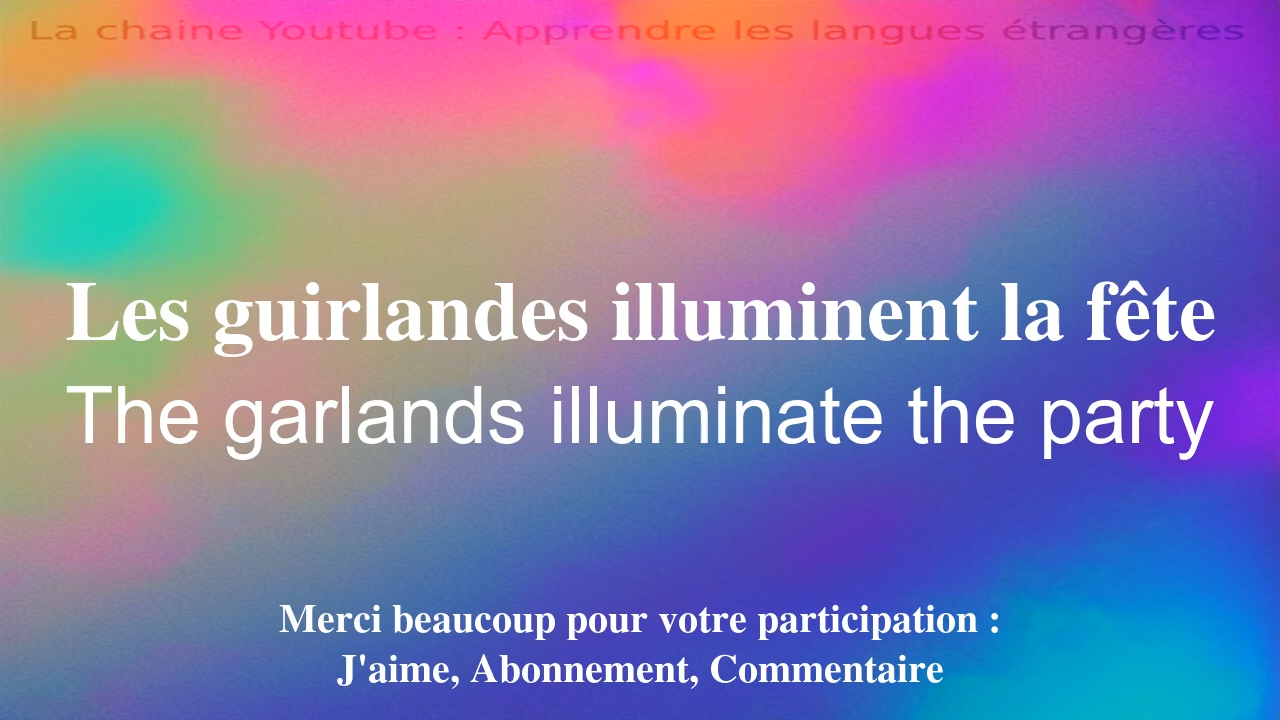 La chaine Youtube : Apprendre les langues étrangères
Les guirlandes illuminent la fête
The garlands illuminate the party
Merci beaucoup pour votre participation :
J'aime, Abonnement, Commentaire